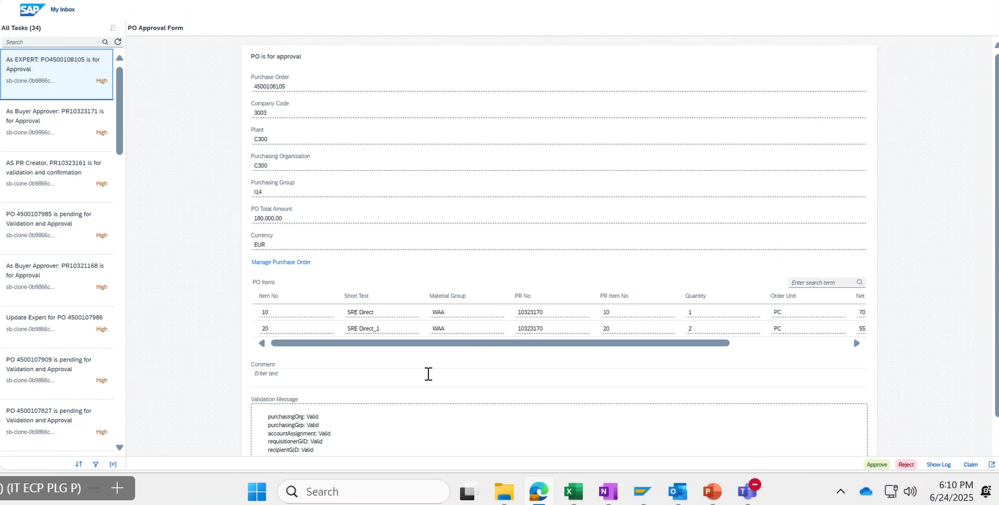 SAP My Inbox
All Tasks (34)
Search
As EXPERT: PO4500108105 is for
Approval
sb-clone-0b9866c... High
As Buyer Approver: PR10323171 is
for Approval
sb-clone-0b9866c... High
AS PR Creator, PR10323161 is for
validation and confirmation
sb-clone-0b9866c... High
PO 4500107985 is pending for
Validation and Approval
sb-clone-0b9866c... High
As Buyer Approver: PR10321168 is
for Approval
sb-clone-0b9866c... High
Update Expert for PO 4500107986
sb-clone-0b9866c... High
PO 4500107909 is pending for
Validation and Approval
sb-clone-0b9866c... High
PO 4500107827 is pending for
Validation and Approval
sb-clone-0b9866c... High
PO Approval Form
PO is for approval
Purchase Order
4500108105
Company Code
3003
Plant
C300
Purchasing Organization
C300
Purchasing Group
I14
PO Total Amount
180,000.00
Currency
EUR
Manage Purchase Order
PO Items Enter search term
Item No Short Text Material Group PR No PR Item No Quantity Order Unit Net
10 SRE Direct WAA 10323170 10 1 PC 70.
20 SRE Direct_1 WAA 10323170 20 2 PC 55.
Comment
Enter text
Validation Message
purchasingOrg: Valid
purchasingGrp: Valid
accountAssignment: Valid
requisitionerGID: Valid
recipientGID: Valid
Approve Reject Show Log Claim
) (IT ECP PLG P)
Search
6:10 PM
6/24/2025